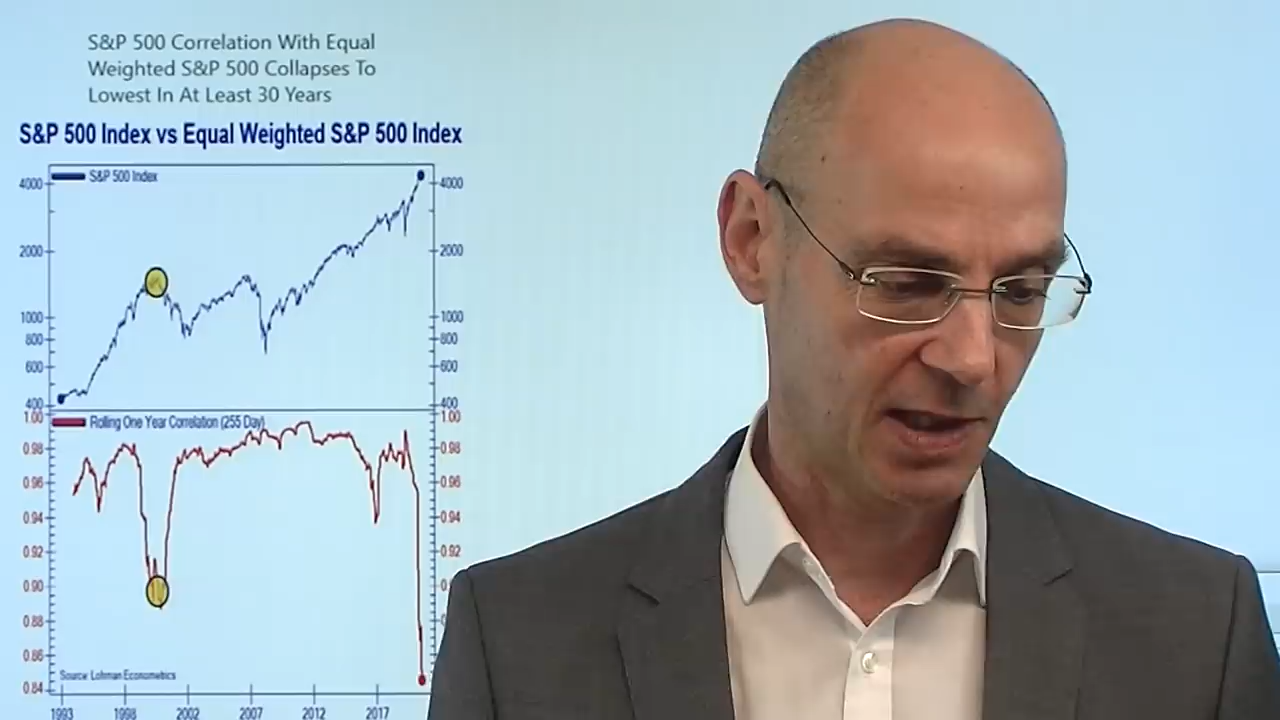 S&P 500 Correlation With Equal
Weighted S&P 500 Collapses To
Lowest In At Least 30 Years
S&P 500 Index vs Equal Weighted S&P 500 Index
S&P 500 Index
4000 4000
2000 2000
1000 1000
800 800
600 600
400 400
1.00 1.00
Rolling One Year Correlation (255 Day)
0.98 0.98
0.96 0.96
0.94 0.94
0.92 0.92
0.90
0.88
0.86
Source: Lohman Econometrics
0.84
1993 1998 2002 2007 2012 2017